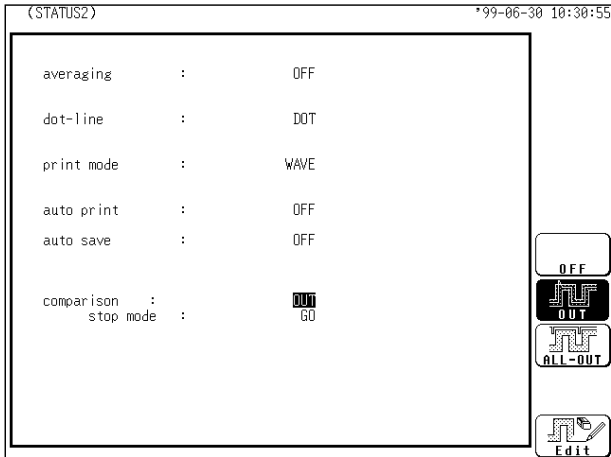 (STATUS2) '99-06-30 10:30:55
averaging : OFF
dot-line : DOT
print mode : WAVE
auto print : OFF
auto save : OFF
comparison : OUT
stop mode : GO
OFF
OUT
ALL-OUT
Edit